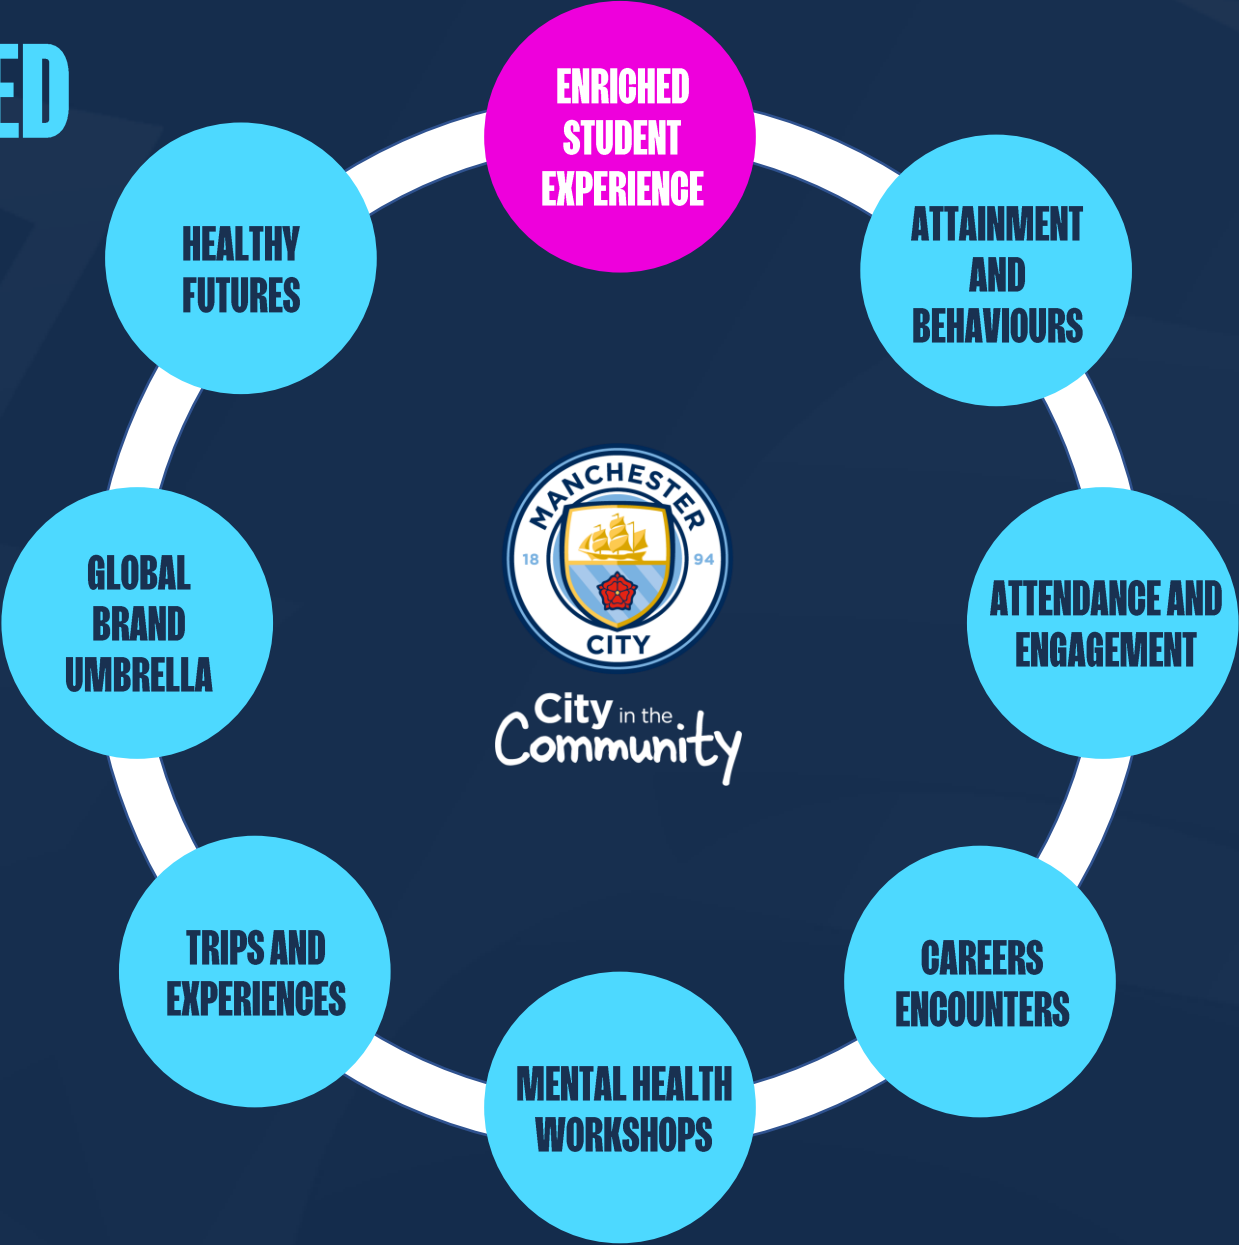 ED
ENRICHED
STUDENT
EXPERIENCE
ATTAINMENT
AND
BEHAVIOURS
ATTENDANCE AND
ENGAGEMENT
CAREERS
ENCOUNTERS
MENTAL HEALTH
WORKSHOPS
TRIPS AND
EXPERIENCES
GLOBAL
BRAND
UMBRELLA
HEALTHY
FUTURES
MANCHESTER
18 94
CITY
City in the
Community